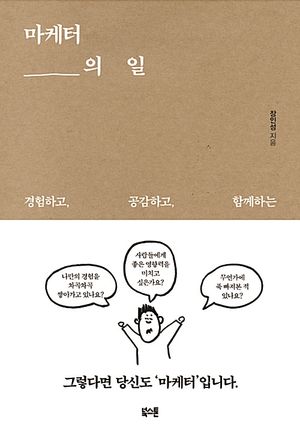 마케터
의 일
장인성 지음
경험하고, 공감하고, 함께하는
나만의 경험을
차곡차곡
쌓아가고 있나요?
사람들에게
좋은 영향력을
미치고
싶은가요?
무언가에
푹 빠져본 적
있나요?
그렇다면 당신도 '마케터'입니다.
북스톤